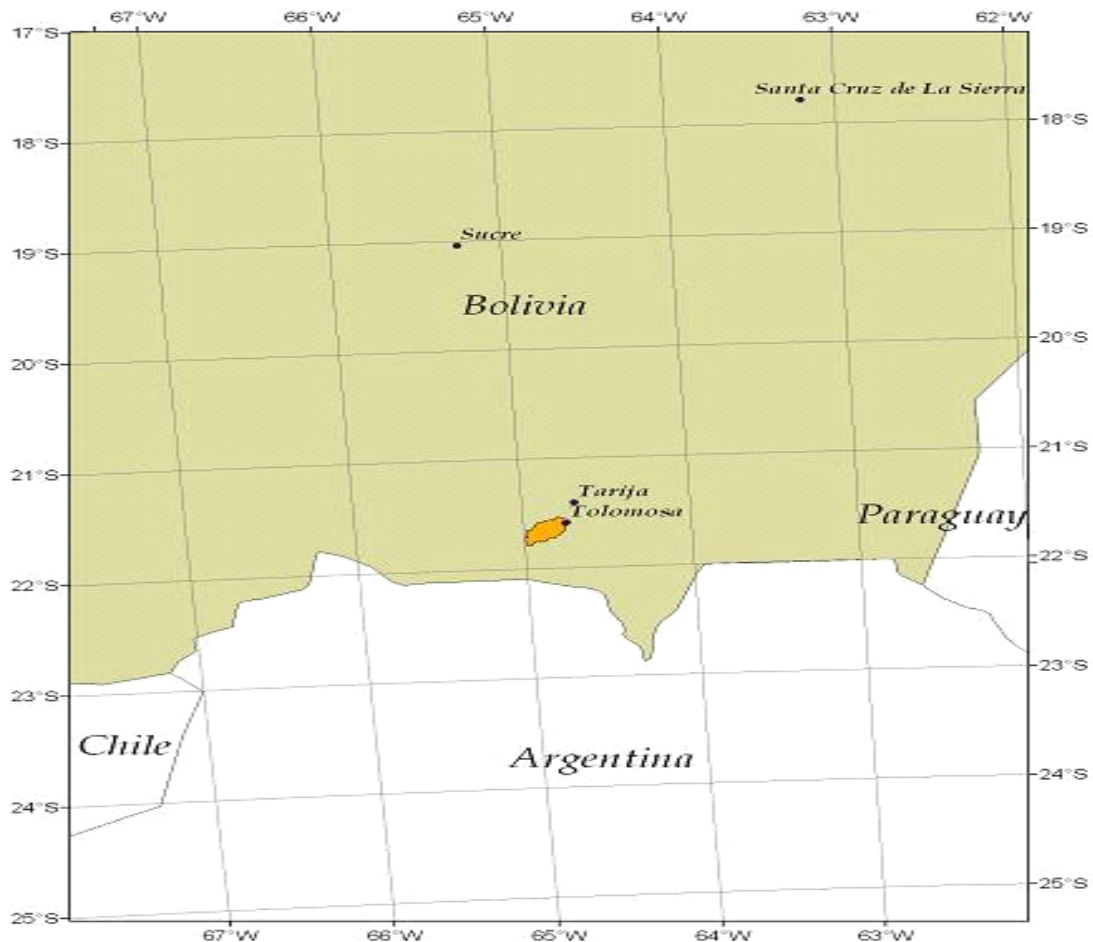 67°W 66°W 65°W 64°W 63°W 62°W
17°S
Santa Cruz de La Sierra
18°S
18°S
Sucre
19°S
19°S
Bolivia
20°S
20°S
21°S
21°S
Tarija
Tolomosa
Paraguay
22°S
22°S
23°S
23°S
Chile
Argentina
24°S
24°S
25°S
25°S
67°W 66°W 65°W 64°W 63°W